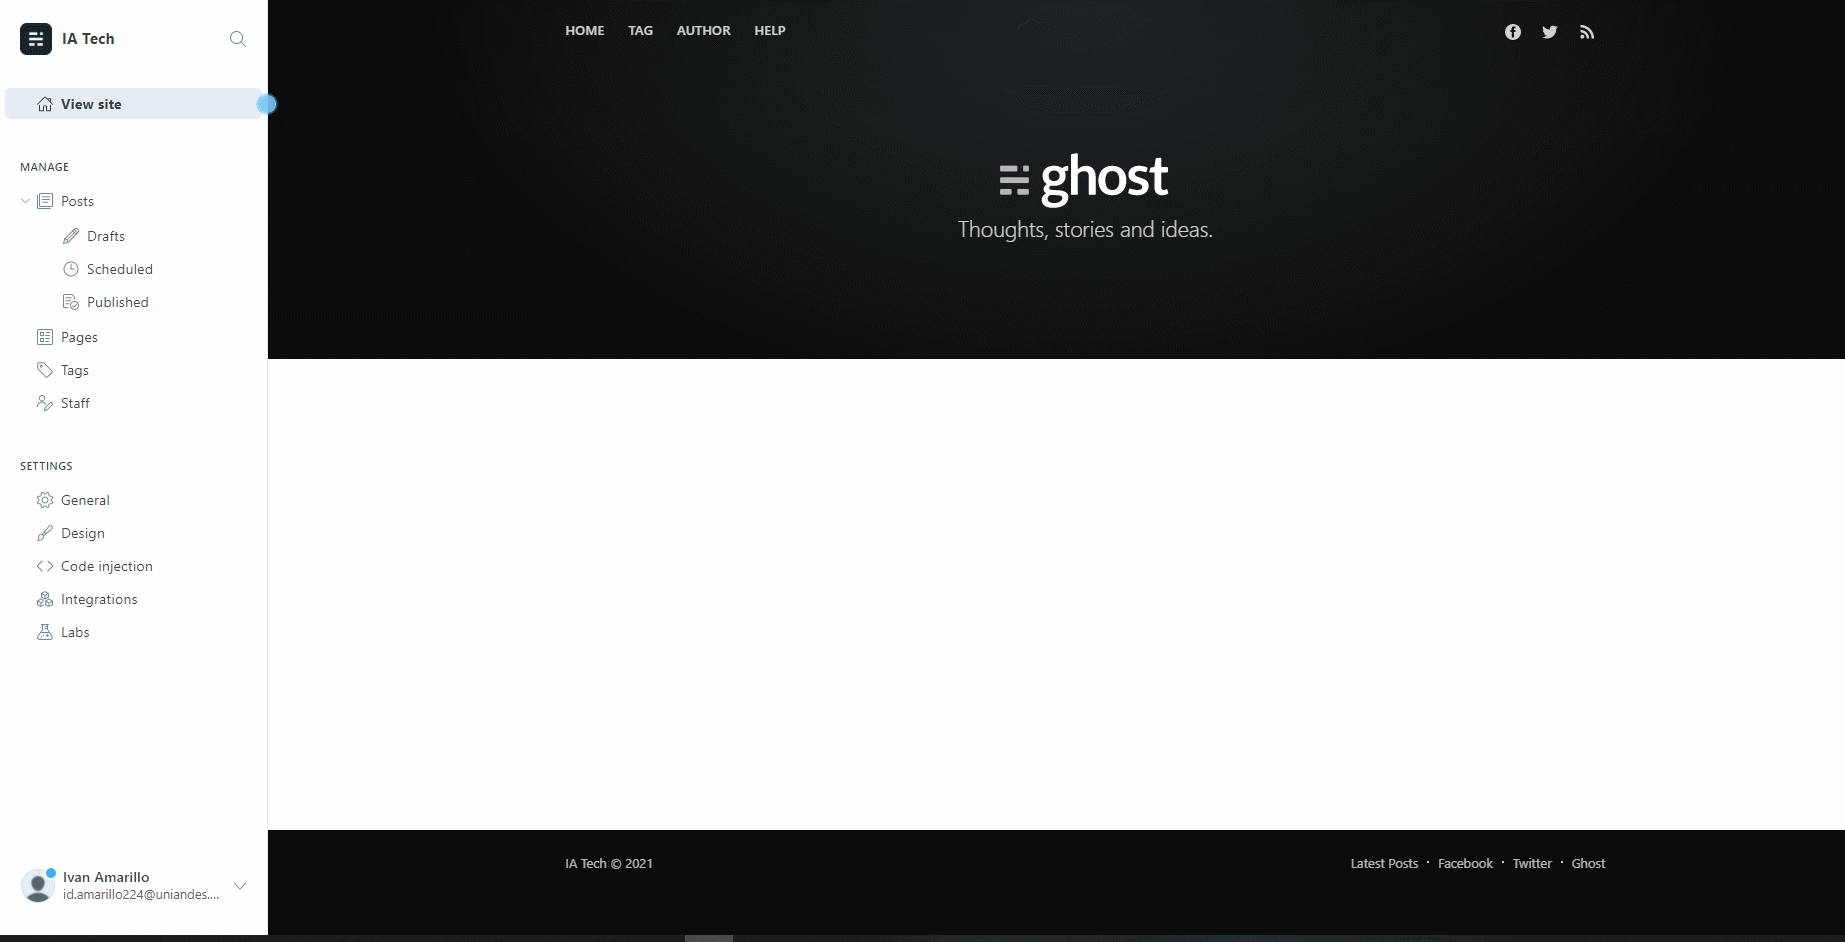 IA Tech
View site
MANAGE
Posts
Drafts
Scheduled
Published
Pages
Tags
Staff
SETTINGS
General
Design
Code injection
Integrations
Labs
Ivan Amarillo
id.amarillo224@uniandes....
HOME TAG AUTHOR HELP
ghost
Thoughts, stories and ideas.
IA Tech © 2021
Latest Posts · Facebook · Twitter · Ghost